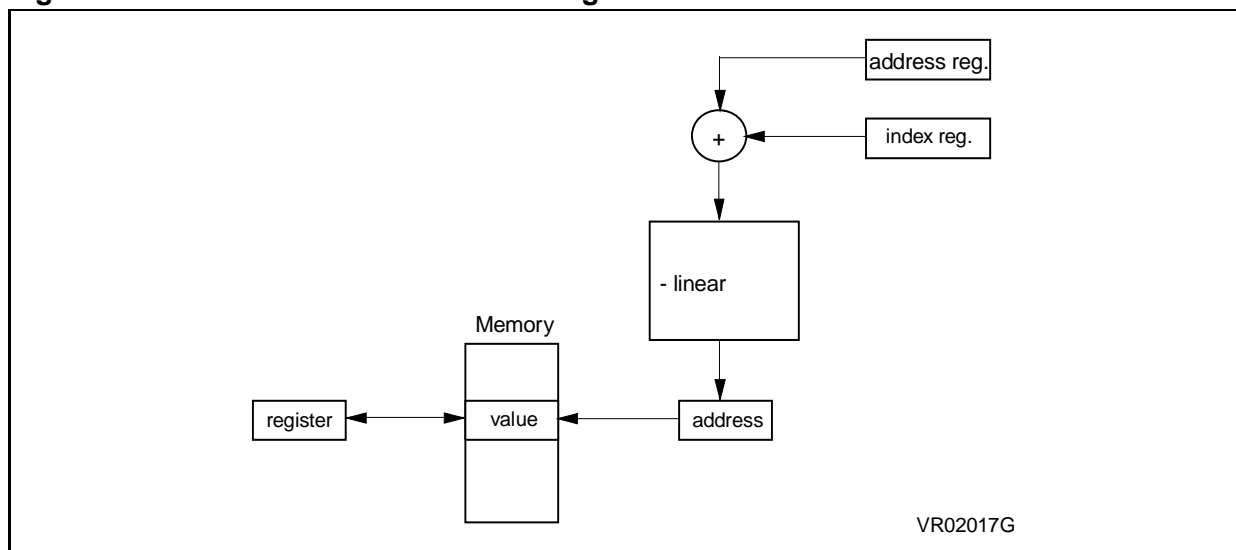 address reg.
+
index reg.
- linear
Memory
register
value
address
VR02017G